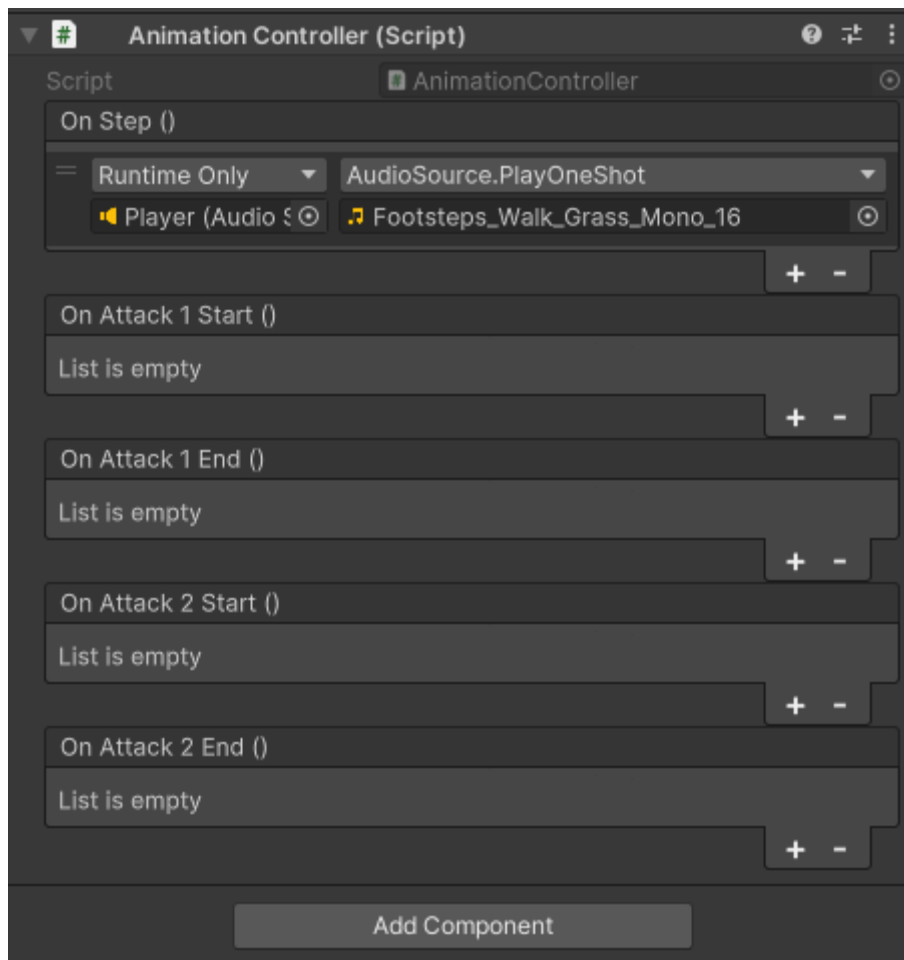 Animation Controller (Script)
Script AnimationController
On Step ()
Runtime Only AudioSource.PlayOneShot
Player (Audio S Footsteps_Walk_Grass_Mono_16
+ -
On Attack 1 Start ()
List is empty
+ -
On Attack 1 End ()
List is empty
+ -
On Attack 2 Start ()
List is empty
+ -
On Attack 2 End ()
List is empty
+ -
Add Component